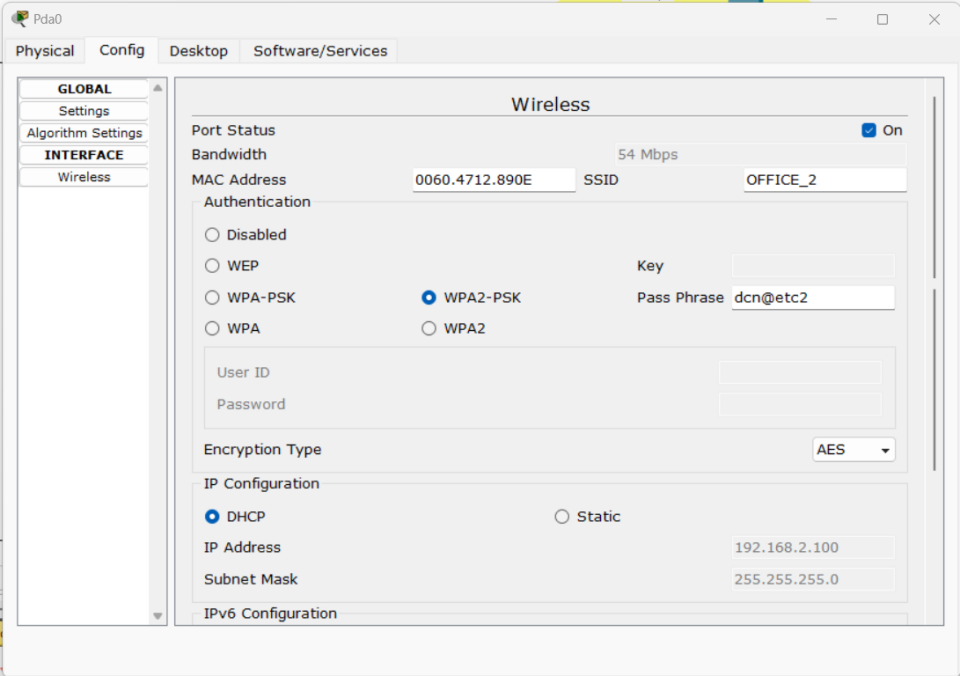 Pda0
Physical Config Desktop Software/Services
GLOBAL
Settings
Algorithm Settings
INTERFACE
Wireless
Wireless
Port Status On
Bandwidth 54 Mbps
MAC Address 0060.4712.890E SSID OFFICE_2
Authentication
Disabled
WEP Key
WPA-PSK WPA2-PSK Pass Phrase dcn@etc2
WPA WPA2
User ID
Password
Encryption Type AES
IP Configuration
DHCP Static
IP Address 192.168.2.100
Subnet Mask 255.255.255.0
IPv6 Configuration